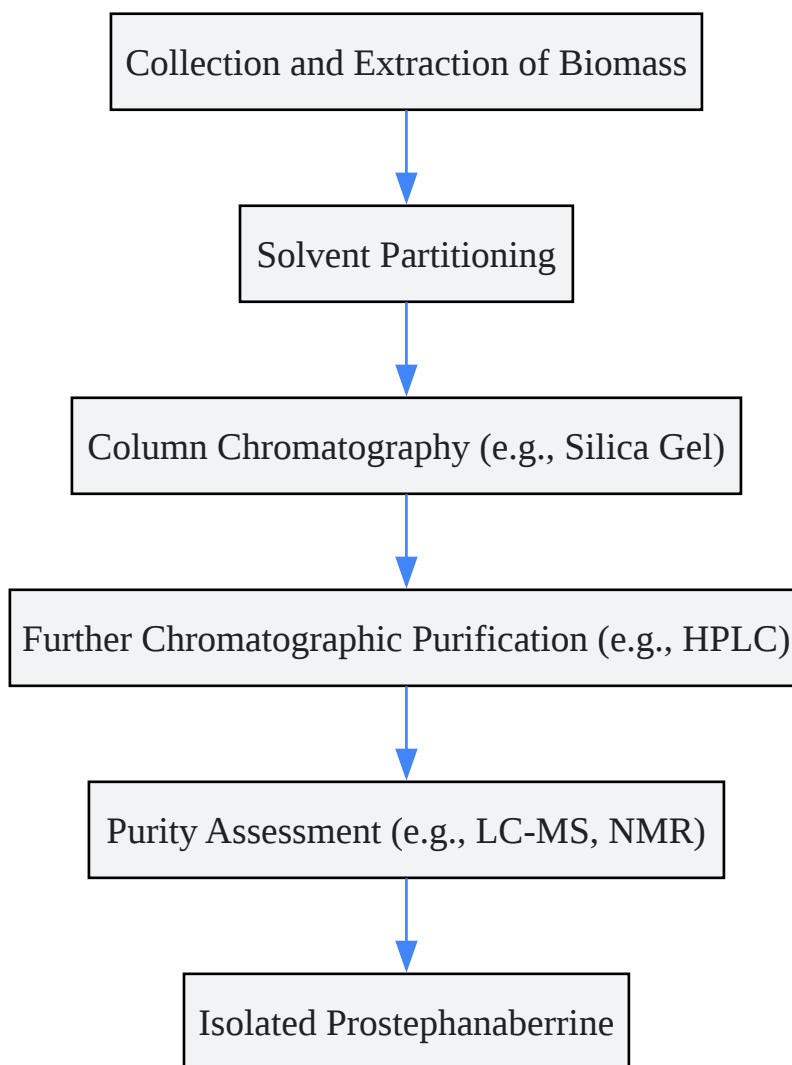 Collection and Extraction of Biomass
Solvent Partitioning
Column Chromatography (e.g., Silica Gel)
Further Chromatographic Purification (e.g., HPLC)
Purity Assessment (e.g., LC-MS, NMR)
Isolated Prostephanaberrine